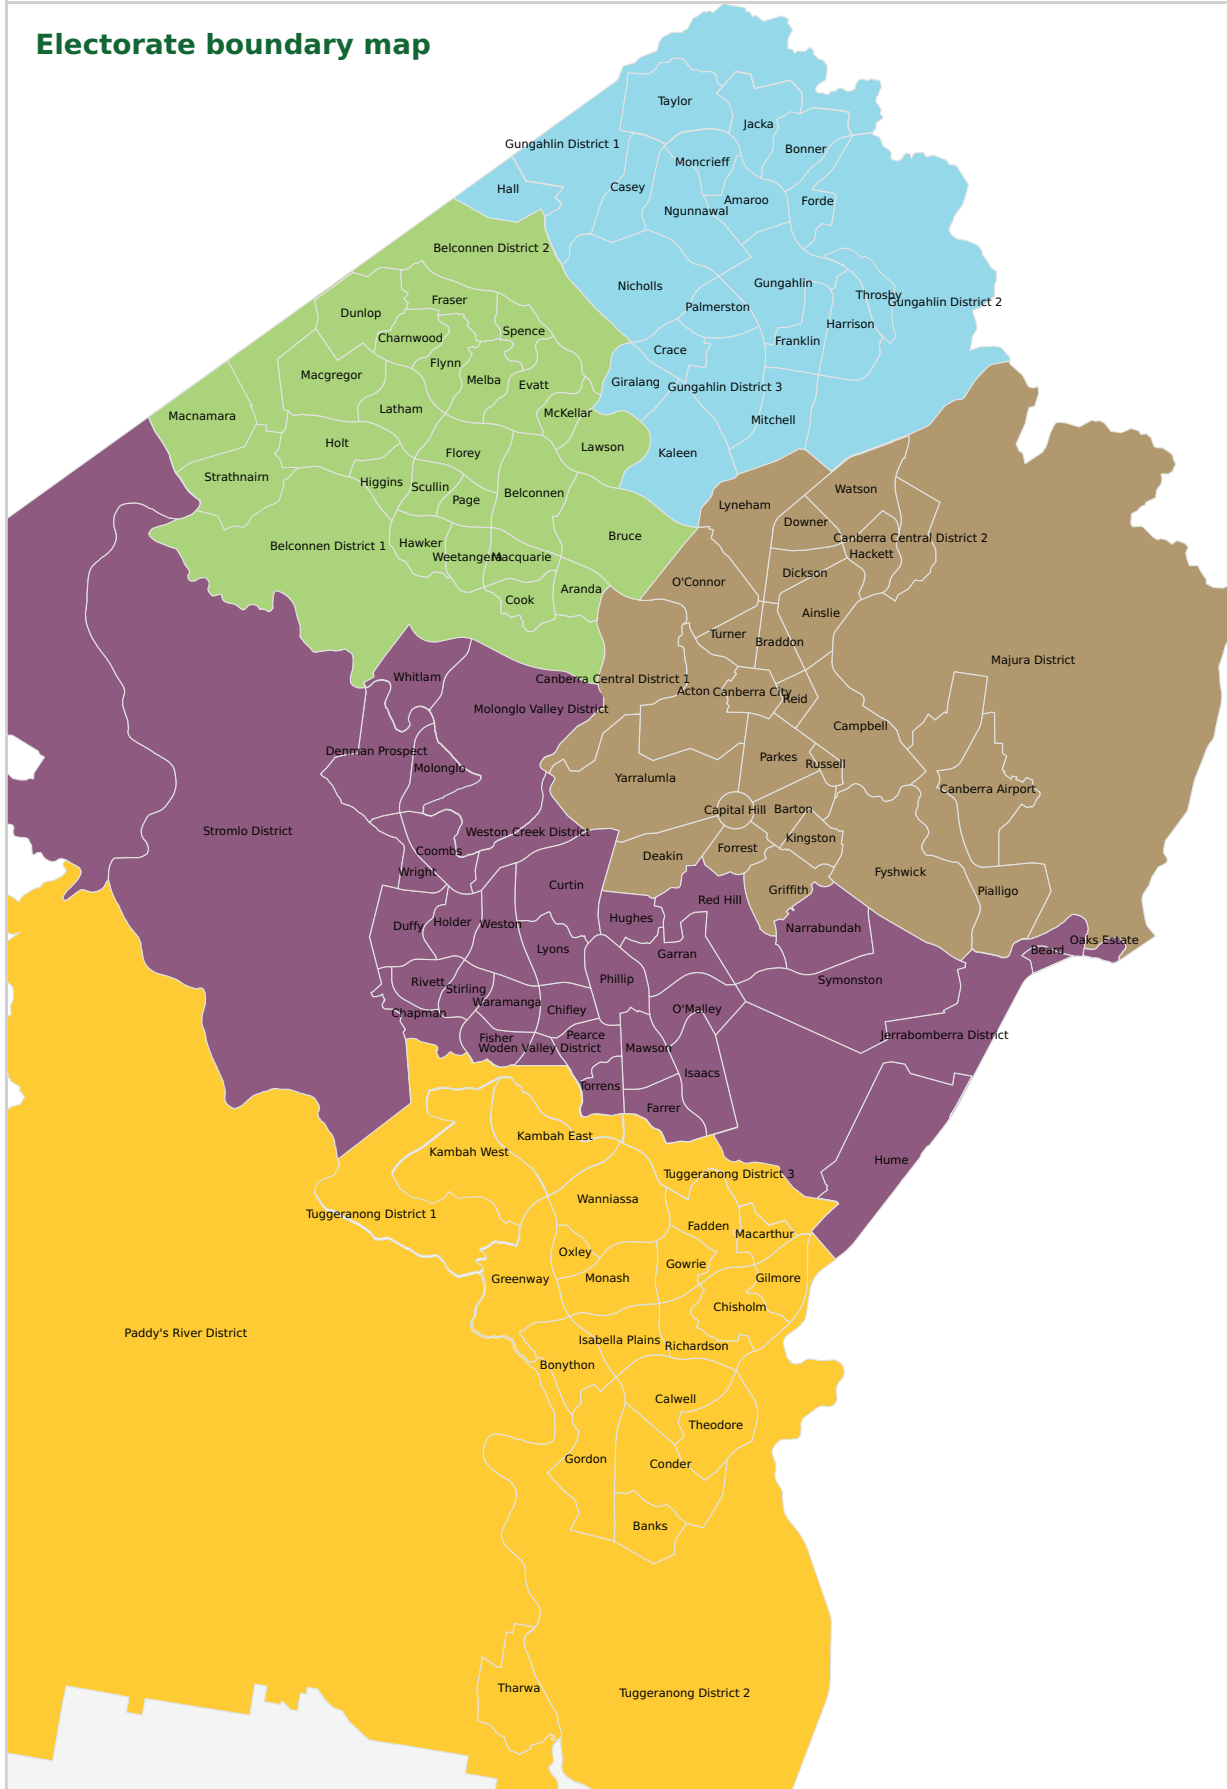 Electorate boundary map
Taylor
Jacka
Gungahlin District 1
Bonner
Moncrieff
Hall
Casey
Amaroo
Forde
Ngunnawal
Belconnen District 2
Nicholls
Gungahlin
Throsby
Gungahlin District 2
Fraser
Palmerston
Dunlop
Harrison
Spence
Charnwood
Franklin
Crace
Flynn
Macgregor
Melba
Evatt
Giralang
Gungahlin District 3
Latham
McKellar
Macnamara
Mitchell
Holt
Lawson
Florey
Kaleen
Strathnairn
Higgins
Scullin
Watson
Belconnen
Page
Lyneham
Downer
Bruce
Canberra Central District 2
Hawker
Belconnen District 1
Hackett
Weetangera
Macquarie
Dickson
O'Connor
Aranda
Cook
Ainslie
Turner
Braddon
Majura District
Whitlam
Canberra Central District 1
Acton
Canberra City
Reid
Molonglo Valley District
Campbell
Denman Prospect
Parkes
Russell
Molonglo
Yarralumla
Canberra Airport
Capital Hill
Barton
Stromlo District
Weston Creek District
Kingston
Forrest
Coombs
Deakin
Wright
Fyshwick
Curtin
Griffith
Pialligo
Red Hill
Hughes
Holder
Weston
Duffy
Narrabundah
Oaks Estate
Lyons
Beard
Garran
Phillip
Rivett
Symonston
Stirling
Waramanga
Chifley
O'Malley
Chapman
Pearce
Jerrabomberra District
Fisher
Woden Valley District
Mawson
Isaacs
Torrens
Farrer
Kambah East
Kambah West
Hume
Tuggeranong District 3
Wanniassa
Tuggeranong District 1
Fadden
Macarthur
Oxley
Gowrie
Greenway
Monash
Gilmore
Chisholm
Paddy's River District
Isabella Plains
Richardson
Bonython
Calwell
Theodore
Gordon
Conder
Banks
Tharwa
Tuggeranong District 2